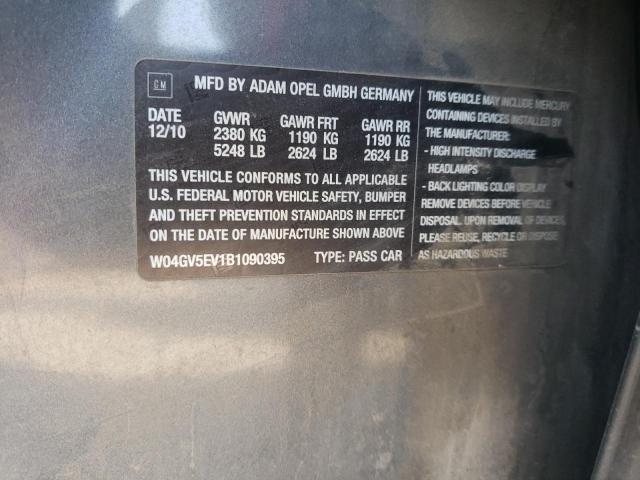 GM
MFD BY ADAM OPEL GMBH GERMANY
DATE GVWR GAWR FRT GAWR RR
12/10 2380 KG 1190 KG 1190 KG
5248 LB 2624 LB 2624 LB
THIS VEHICLE CONFORMS TO ALL APPLICABLE
U.S. FEDERAL MOTOR VEHICLE SAFETY, BUMPER
AND THEFT PREVENTION STANDARDS IN EFFECT
ON THE DATE OF MANUFACTURE SHOWN ABOVE
W04GV5EV1B1090395 TYPE: PASS CAR
THIS VEHICLE MAY INCLUDE MERCURY
CONTAINING DEVICES INSTALLED BY
THE MANUFACTURER:
- HIGH INTENSITY DISCHARGE
HEADLAMPS
- BACK LIGHTING COLOR DISPLAY
REMOVE DEVICES BEFORE VEHICLE
DISPOSAL. UPON REMOVAL OF DEVICES,
PLEASE REUSE, RECYCLE OR DISPOSE
AS HAZARDOUS WASTE